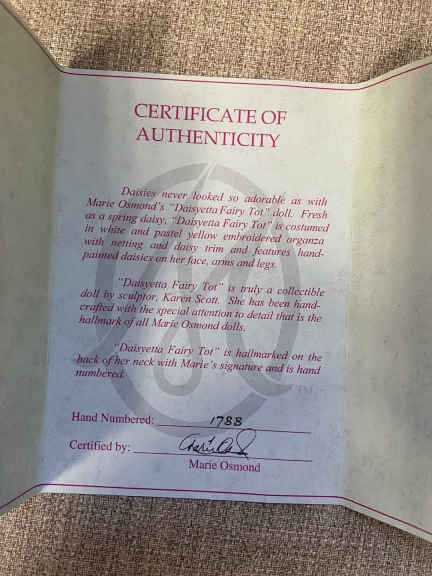 CERTIFICATE OF
AUTHENTICITY
Daisies never looked so adorable as with
Marie Osmond's "Daisyetta Fairy Tot" doll. Fresh
as a spring daisy, "Daisyetta Fairy Tot" is costumed
in white and pastel yellow embroidered organza
with netting and daisy trim and features hand-
painted daisies on her face, arms and legs.
"Daisyetta Fairy Tot" is truly a collectible
doll by sculptor, Karen Scott. She has been hand-
crafted with the special attention to detail that is the
hallmark of all Marie Osmond dolls.
"Daisyetta Fairy Tot" is hallmarked on the
back of her neck with Marie's signature and is hand
numbered.
Hand Numbered: 1788
Certified by:
Marie Osmond